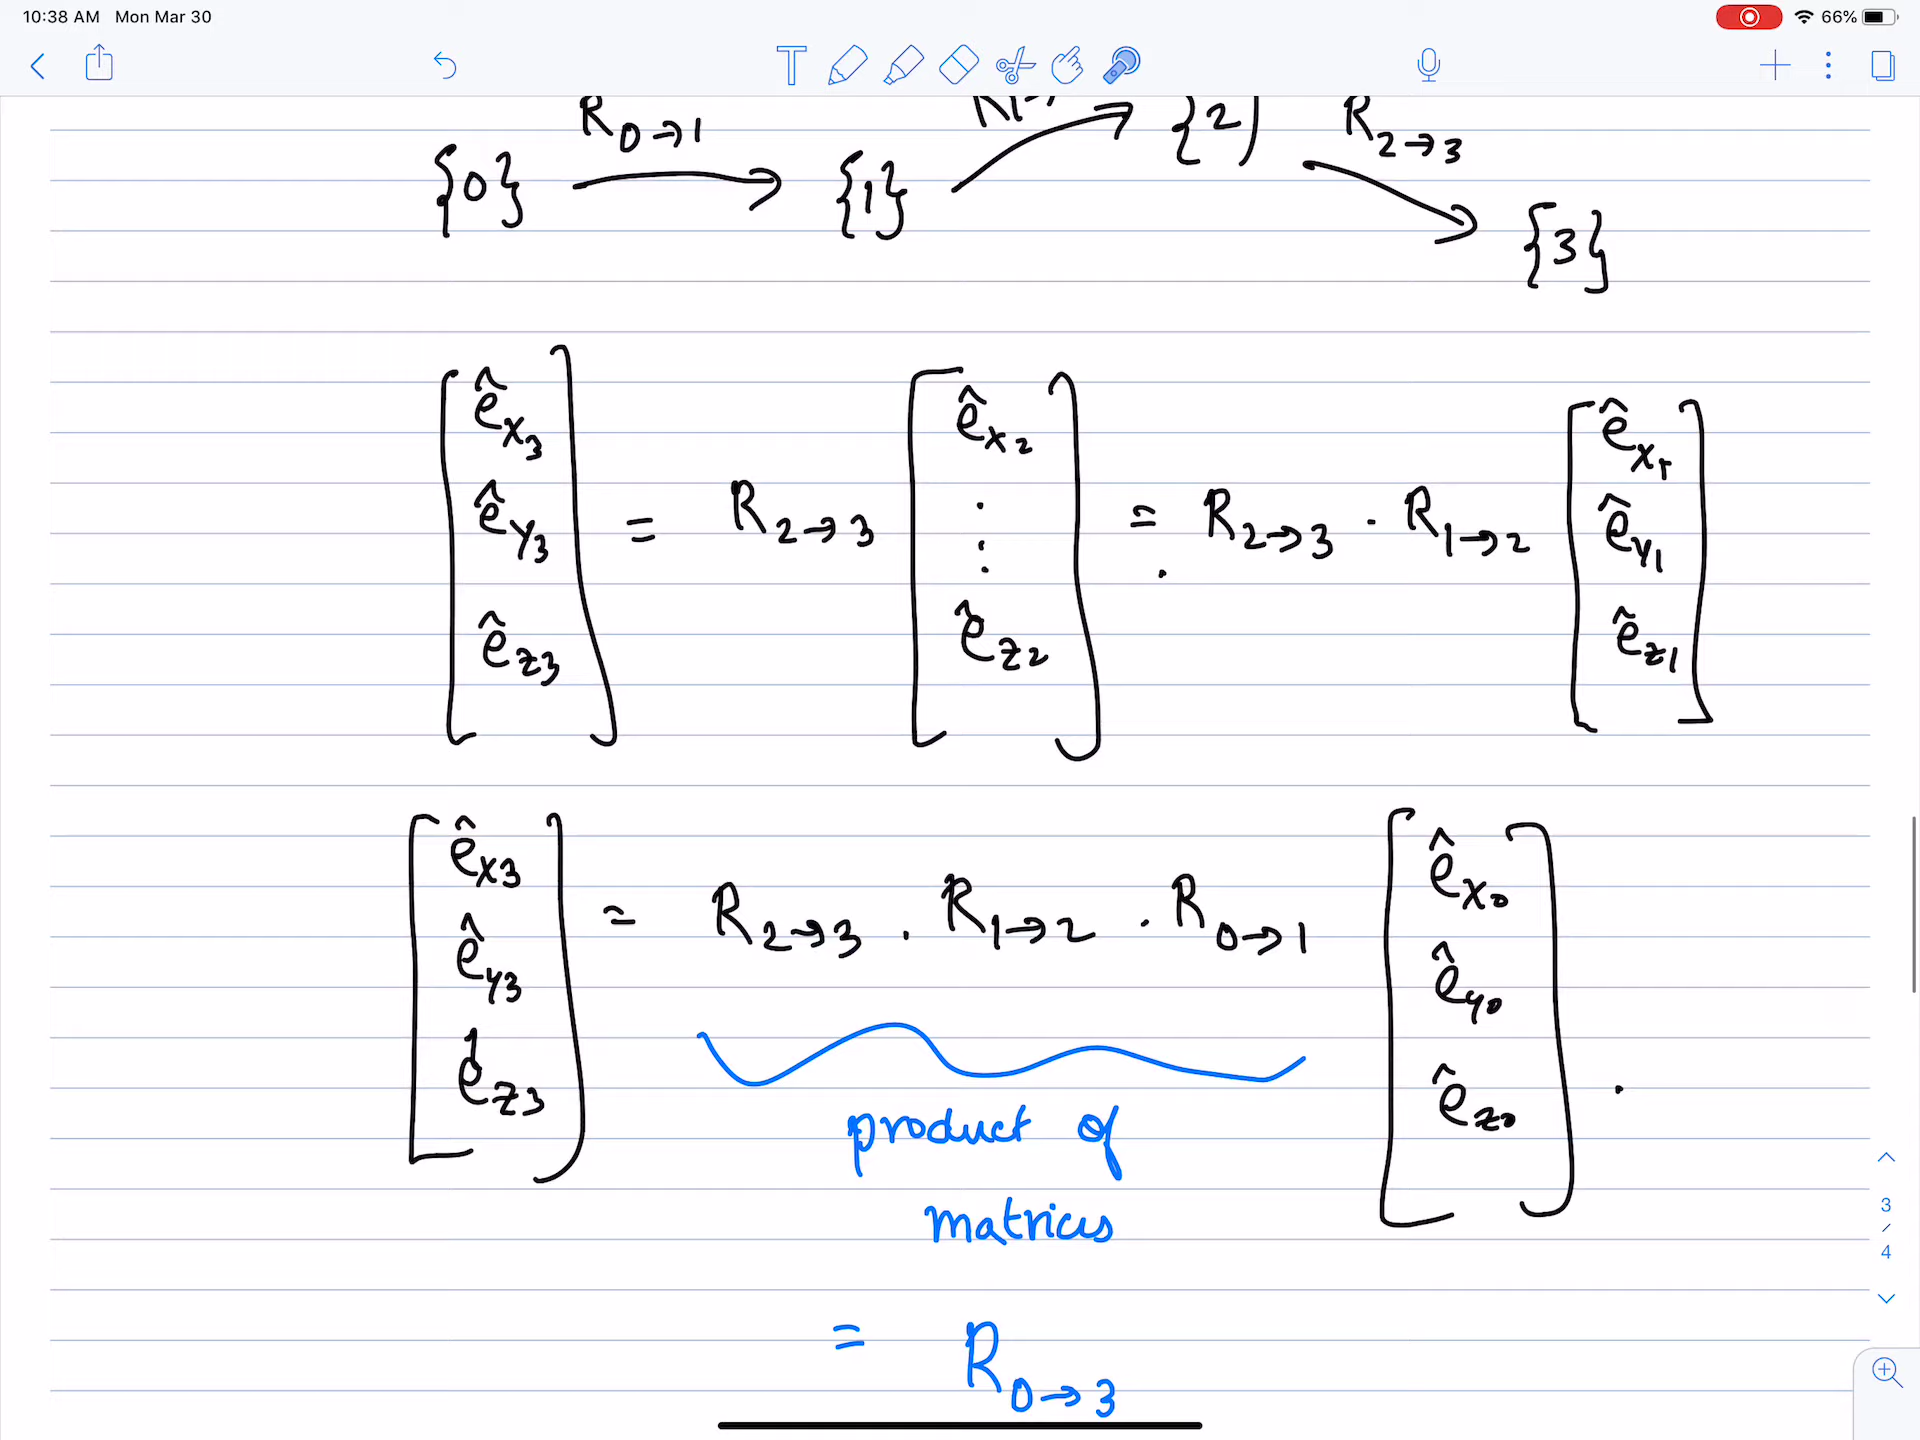 10:38 AM Mon Mar 30 66%
R0→1 {2} R2→3
{0} {1}
{3}
[êx3 êy3 êz3] = R2→3 [êx2 ⋮ êz2] = R2→3 · R1→2 [êx1 êy1 êz1]
[êx3 êy3 êz3] = R2→3 . R1→2 . R0→1 [êx0 êy0 êz0] .
product of
matrices
3
/
4
= R0→3